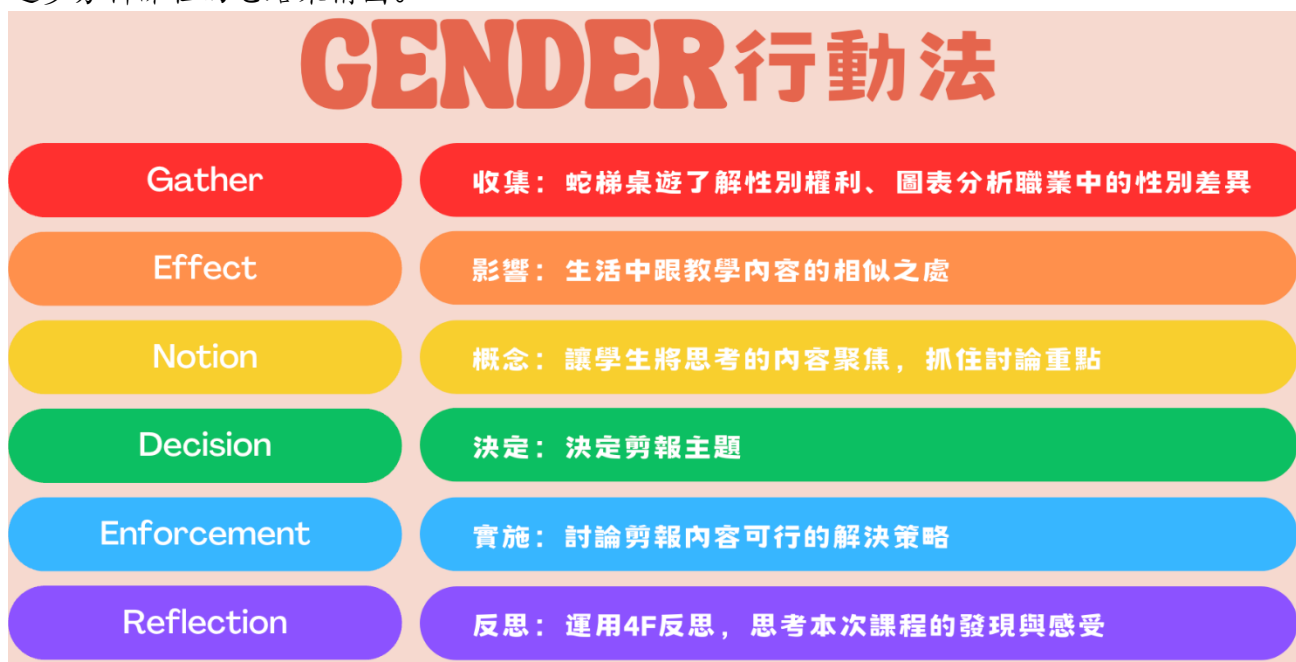 GENDER行動法
Gather
收集：蛇梯桌遊了解性別權利、圖表分析職業中的性別差異
Effect
影響：生活中跟教學內容的相似之處
Notion
概念：讓學生將思考的內容聚焦，抓住討論重點
Decision
決定：決定剪報主題
Enforcement
實施：討論剪報內容可行的解決策略
Reflection
反思：運用4F反思，思考本次課程的發現與感受